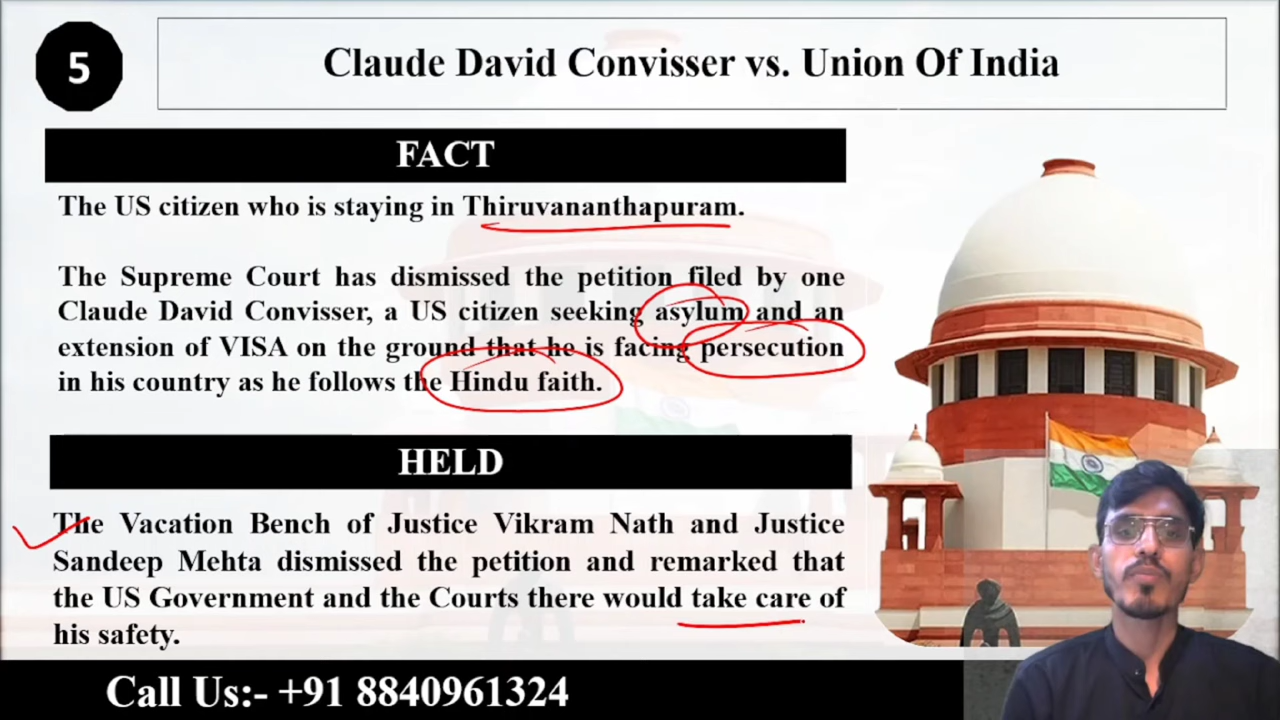 5
Claude David Convisser vs. Union Of India
FACT
The US citizen who is staying in Thiruvananthapuram.
The Supreme Court has dismissed the petition filed by one
Claude David Convisser, a US citizen seeking asylum and an
extension of VISA on the ground that he is facing persecution
in his country as he follows the Hindu faith.
HELD
The Vacation Bench of Justice Vikram Nath and Justice
Sandeep Mehta dismissed the petition and remarked that
the US Government and the Courts there would take care of
his safety.
Call Us:- +91 8840961324